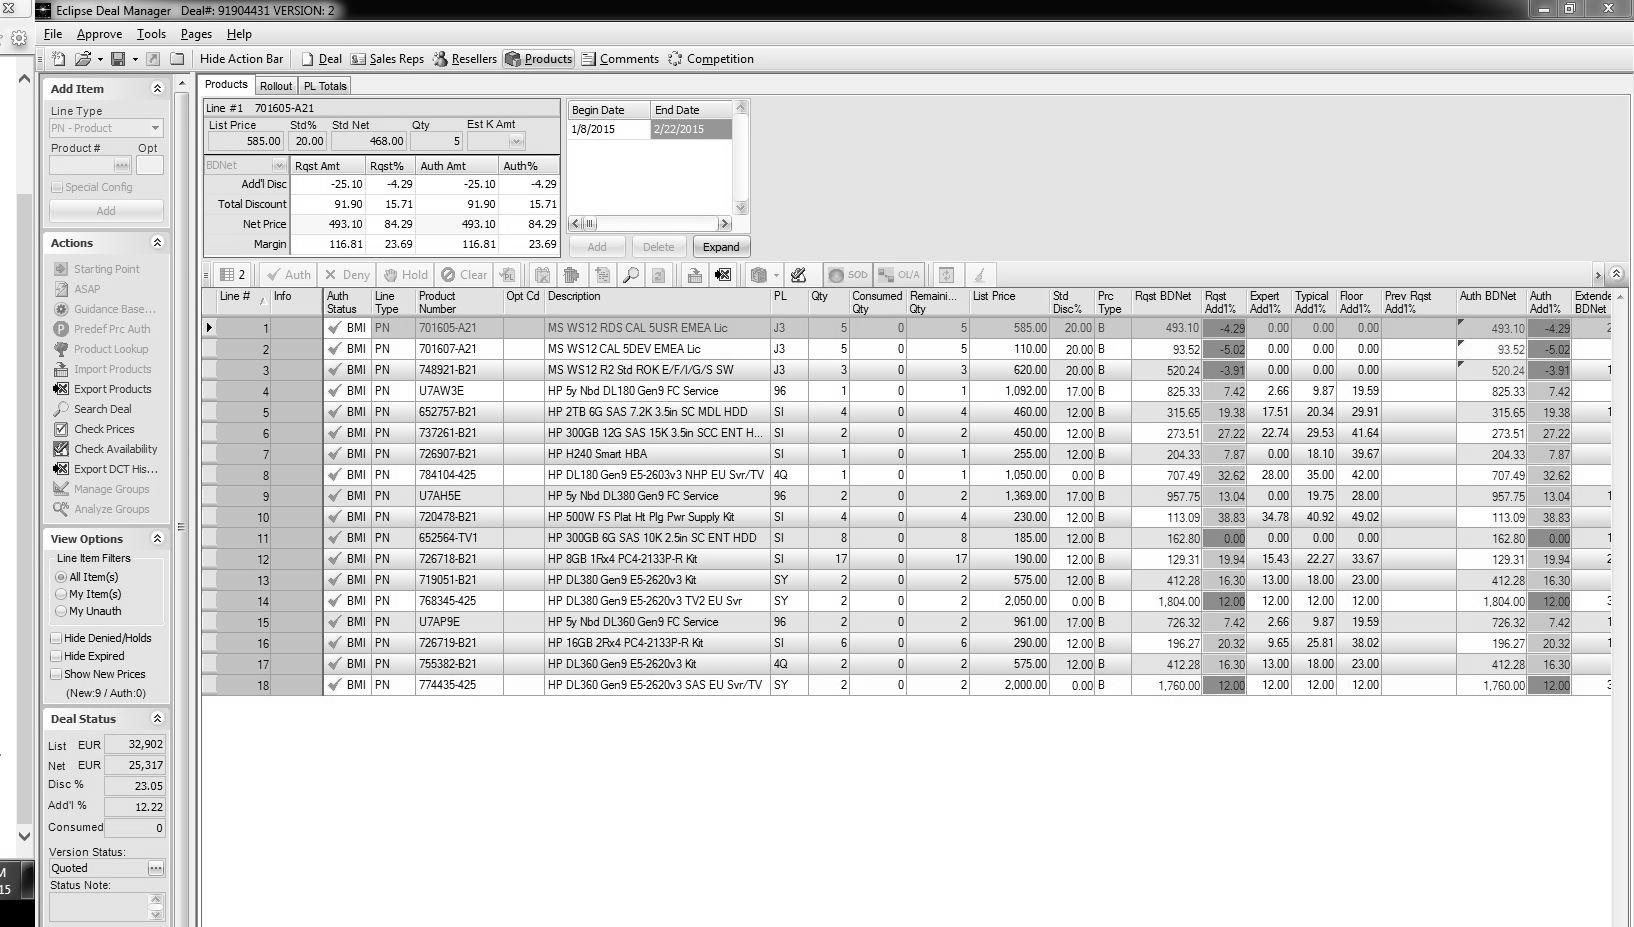 Eclipse Deal Manager Deal#: 91904431 VERSION: 2
File Approve Tools Pages Help
Hide Action Bar Deal Sales Reps Resellers Products Comments Competition
Add Item
Line Type
PN - Product
Product # Opt
Special Config
Add
Actions
Starting Point
ASAP
Guidance Base...
Predef Prc Auth
Product Lookup
Import Products
Export Products
Search Deal
Check Prices
Check Availability
Export DCT His...
Manage Groups
Analyze Groups
View Options
Line Item Filters
All Item(s)
My Item(s)
My Unauth
Hide Denied/Holds
Hide Expired
Show New Prices
(New:9 / Auth:0)
Deal Status
List EUR 32,902
Net EUR 25,317
Disc % 23.05
Add'l % 12.22
Consumed 0
Version Status:
Quoted
Status Note:
M
15
Products Rollout PL Totals
Line #1 701605-A21
List Price Std% Std Net Qty Est K Amt
585.00 20.00 468.00 5
BDNet Rqst Amt Rqst% Auth Amt Auth%
Add'l Disc -25.10 -4.29 -25.10 -4.29
Total Discount 91.90 15.71 91.90 15.71
Net Price 493.10 84.29 493.10 84.29
Margin 116.81 23.69 116.81 23.69
Begin Date End Date
1/8/2015 2/22/2015
Add Delete Expand
2 Auth Deny Hold Clear PL SOD OL/A
Line # Info Auth Status Line Type Product Number Opt Cd Description PL Qty Consumed Qty Remaini... Qty List Price Std Disc% Prc Type Rqst BDNet Rqst Add1% Expert Add1% Typical Add1% Floor Add1% Prev Rqst Add1% Auth BDNet Auth Add1% Extende BDNet
1 BMI PN 701605-A21 MS WS12 RDS CAL 5USR EMEA Lic J3 5 0 5 585.00 20.00 B 493.10 -4.29 0.00 0.00 0.00 493.10 -4.29 2
2 BMI PN 701607-A21 MS WS12 CAL 5DEV EMEA Lic J3 5 0 5 110.00 20.00 B 93.52 -5.02 0.00 0.00 0.00 93.52 -5.02
3 BMI PN 748921-B21 MS WS12 R2 Std ROK E/F/I/G/S SW J3 3 0 3 620.00 20.00 B 520.24 -3.91 0.00 0.00 0.00 520.24 -3.91 1
4 BMI PN U7AW3E HP 5y Nbd DL180 Gen9 FC Service 96 1 0 1 1,092.00 17.00 B 825.33 7.42 2.66 9.87 19.59 825.33 7.42
5 BMI PN 652757-B21 HP 2TB 6G SAS 7.2K 3.5in SC MDL HDD SI 4 0 4 460.00 12.00 B 315.65 19.38 17.51 20.34 29.91 315.65 19.38 1
6 BMI PN 737261-B21 HP 300GB 12G SAS 15K 3.5in SCC ENT H... SI 2 0 2 450.00 12.00 B 273.51 27.22 22.74 29.53 41.64 273.51 27.22
7 BMI PN 726907-B21 HP H240 Smart HBA SI 1 0 1 255.00 12.00 B 204.33 7.87 0.00 18.10 39.67 204.33 7.87
8 BMI PN 784104-425 HP DL180 Gen9 E5-2603v3 NHP EU Svr/TV 4Q 1 0 1 1,050.00 0.00 B 707.49 32.62 28.00 35.00 42.00 707.49 32.62
9 BMI PN U7AH5E HP 5y Nbd DL380 Gen9 FC Service 96 2 0 2 1,369.00 17.00 B 957.75 13.04 0.00 19.75 28.00 957.75 13.04 1
10 BMI PN 720478-B21 HP 500W FS Plat Ht Plg Pwr Supply Kit SI 4 0 4 230.00 12.00 B 113.09 38.83 34.78 40.92 49.02 113.09 38.83
11 BMI PN 652564-TV1 HP 300GB 6G SAS 10K 2.5in SC ENT HDD SI 8 0 8 185.00 12.00 B 162.80 0.00 0.00 0.00 0.00 162.80 0.00 1
12 BMI PN 726718-B21 HP 8GB 1Rx4 PC4-2133P-R Kit SI 17 0 17 190.00 12.00 B 129.31 19.94 15.43 22.27 33.67 129.31 19.94 2
13 BMI PN 719051-B21 HP DL380 Gen9 E5-2620v3 Kit SY 2 0 2 575.00 12.00 B 412.28 16.30 13.00 18.00 23.00 412.28 16.30
14 BMI PN 768345-425 HP DL380 Gen9 E5-2620v3 TV2 EU Svr SY 2 0 2 2,050.00 0.00 B 1,804.00 12.00 12.00 12.00 12.00 1,804.00 12.00 3
15 BMI PN U7AP9E HP 5y Nbd DL360 Gen9 FC Service 96 2 0 2 961.00 17.00 B 726.32 7.42 2.66 9.87 19.59 726.32 7.42 1
16 BMI PN 726719-B21 HP 16GB 2Rx4 PC4-2133P-R Kit SI 6 0 6 290.00 12.00 B 196.27 20.32 9.65 25.81 38.02 196.27 20.32 1
17 BMI PN 755382-B21 HP DL360 Gen9 E5-2620v3 Kit 4Q 2 0 2 575.00 12.00 B 412.28 16.30 13.00 18.00 23.00 412.28 16.30
18 BMI PN 774435-425 HP DL360 Gen9 E5-2620v3 SAS EU Svr/TV SY 2 0 2 2,000.00 0.00 B 1,760.00 12.00 12.00 12.00 12.00 1,760.00 12.00 3